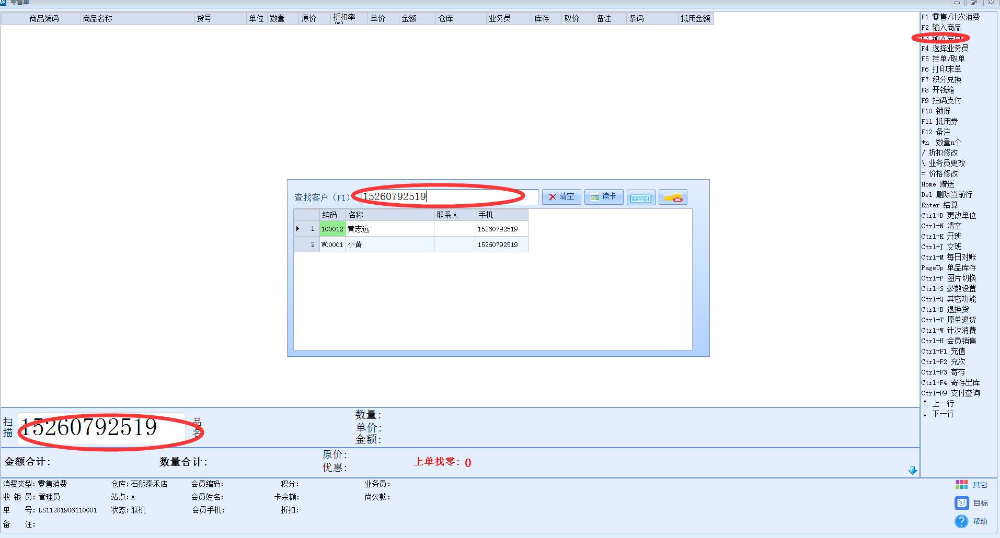 零售单
商品编码 商品名称 货号 单位 数量 原价 折扣率(%) 单价 金额 仓库 业务员 库存 取价 备注 条码 抵用金额
F1 零售/计次消费
F2 输入商品
F3 输入会员
F4 选择业务员
F5 挂单/取单
F6 打印末单
F7 积分兑换
F8 开钱箱
F9 扫码支付
F10 锁屏
F11 抵用券
F12 备注
*n 数量n个
/ 折扣修改
\ 业务员更改
= 价格修改
Home 赠送
Del 删除当前行
Enter 结算
Ctrl+D 更改单位
Ctrl+N 清空
Ctrl+K 开班
Ctrl+J 交班
Ctrl+M 每日对账
PageUp 单品库存
Ctrl+P 图片切换
Ctrl+S 参数设置
Ctrl+Q 其它功能
Ctrl+B 退换货
Ctrl+T 原单退货
Ctrl+W 计次消费
Ctrl+H 会员销售
Ctrl+F1 充值
Ctrl+F2 充次
Ctrl+F3 寄存
Ctrl+F4 寄存出库
Ctrl+F9 支付查询
↑ 上一行
↓ 下一行
查找客户（F1） 15260792519 清空 读卡
编码 名称 联系人 手机
1 100012 黄志远 15260792519
2 W00001 小黄 15260792519
扫描 15260792519 品名
数量:
单价:
金额:
金额合计: 数量合计:
原价:
优惠:
上单找零: 0
消费类型: 零售消费 仓库: 石狮泰禾店 会员编码: 积分: 业务员:
收银员: 管理员 站点: A 会员姓名: 卡余额: 尚欠款:
单号: LS11201906110001 状态: 联机 会员手机: 折扣:
备注:
其它
31 目标
? 帮助